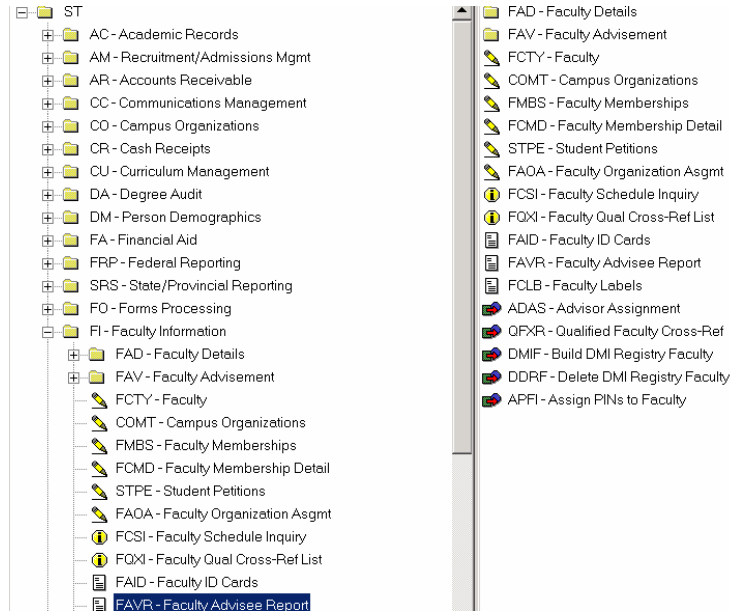 ST
AC - Academic Records
AM - Recruitment/Admissions Mgmt
AR - Accounts Receivable
CC - Communications Management
CO - Campus Organizations
CR - Cash Receipts
CU - Curriculum Management
DA - Degree Audit
DM - Person Demographics
FA - Financial Aid
FRP - Federal Reporting
SRS - State/Provincial Reporting
FO - Forms Processing
FI - Faculty Information
FAD - Faculty Details
FAV - Faculty Advisement
FCTY - Faculty
COMT - Campus Organizations
FMBS - Faculty Memberships
FCMD - Faculty Membership Detail
STPE - Student Petitions
FAOA - Faculty Organization Asgmt
FCSI - Faculty Schedule Inquiry
FQXI - Faculty Qual Cross-Ref List
FAID - Faculty ID Cards
FAVR - Faculty Advisee Report
FAD - Faculty Details
FAV - Faculty Advisement
FCTY - Faculty
COMT - Campus Organizations
FMBS - Faculty Memberships
FCMD - Faculty Membership Detail
STPE - Student Petitions
FAOA - Faculty Organization Asgmt
FCSI - Faculty Schedule Inquiry
FQXI - Faculty Qual Cross-Ref List
FAID - Faculty ID Cards
FAVR - Faculty Advisee Report
FCLB - Faculty Labels
ADAS - Advisor Assignment
QFXR - Qualified Faculty Cross-Ref
DMIF - Build DMI Registry Faculty
DDRF - Delete DMI Registry Faculty
APFI - Assign PINs to Faculty